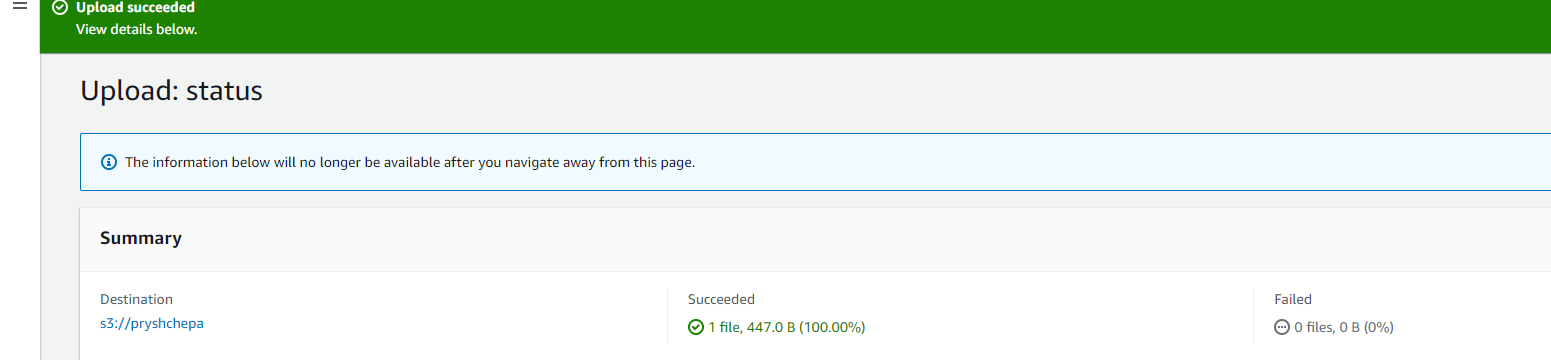 Upload succeeded
View details below.
Upload: status
The information below will no longer be available after you navigate away from this page.
Summary
Destination
s3://pryshchepa
Succeeded
1 file, 447.0 B (100.00%)
Failed
0 files, 0 B (0%)